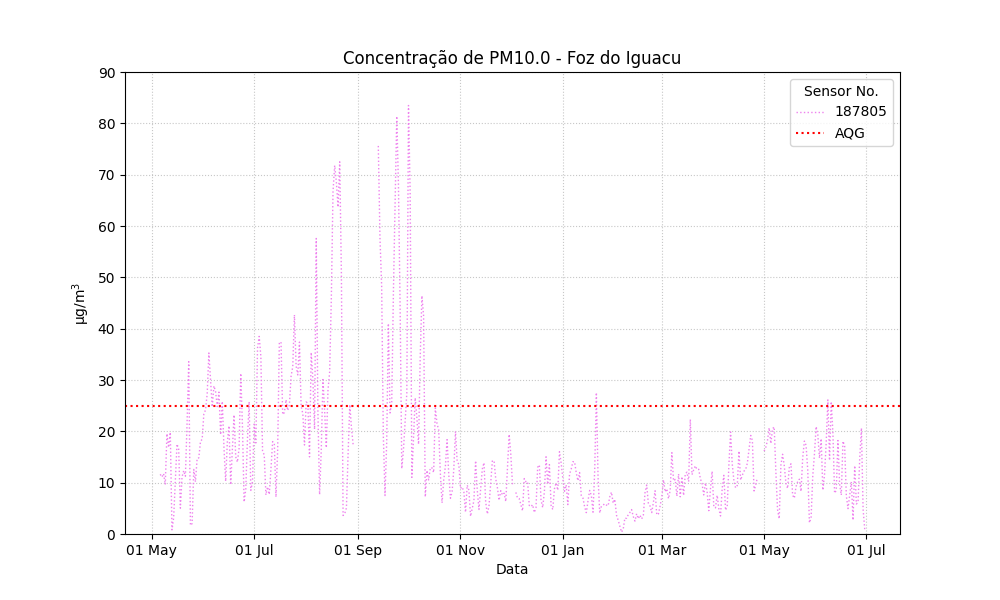 Concentração de PM10.0 - Foz do Iguacu
90
80
70
60
50
40
30
20
10
0
µg/m³
Sensor No.
187805
AQG
01 May
01 Jul
01 Sep
01 Nov
01 Jan
01 Mar
01 May
01 Jul
Data